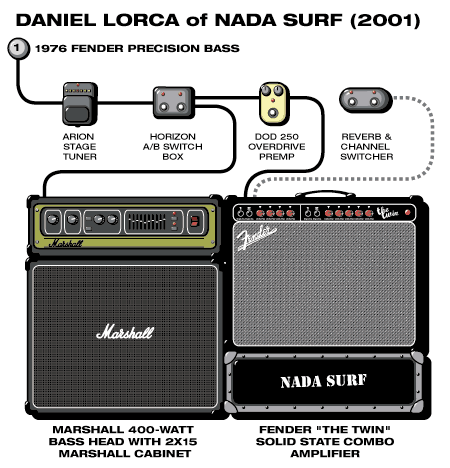 DANIEL LORCA of NADA SURF (2001)
1 1976 FENDER PRECISION BASS
ARION
STAGE
TUNER
HORIZON
A/B SWITCH
BOX
DOD 250
OVERDRIVE
PREMP
REVERB &
CHANNEL
SWITCHER
Marshall
The Twin
Fender
Marshall
NADA SURF
MARSHALL 400-WATT
BASS HEAD WITH 2X15
MARSHALL CABINET
FENDER "THE TWIN"
SOLID STATE COMBO
AMPLIFIER